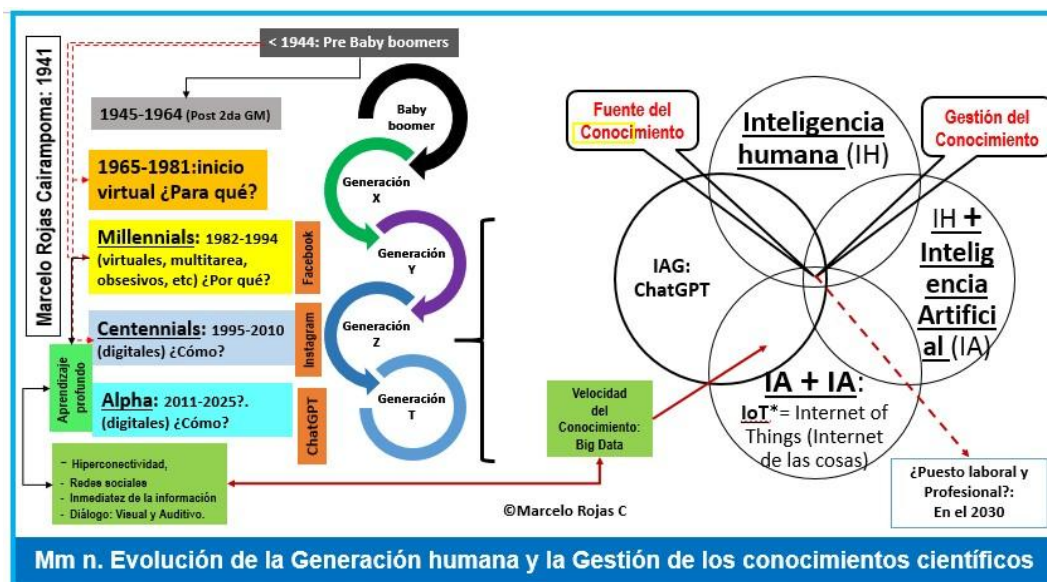 Marcelo Rojas Cairampoma: 1941
< 1944: Pre Baby boomers
1945-1964 (Post 2da GM)
1965-1981:inicio
virtual ¿Para qué?
Millennials: 1982-1994
(virtuales, multitarea,
obsesivos, etc) ¿Por qué?
Facebook
Centennials: 1995-2010
(digitales) ¿Cómo?
Instagram
Aprendizaje
profundo
Alpha: 2011-2025?.
(digitales) ¿Cómo?
ChatGPT
- Hiperconectividad,
- Redes sociales
- Inmediatez de la información
- Diálogo: Visual y Auditivo.
Baby
boomer
Generación
X
Generación
Y
Generación
Z
Generación
T
Fuente del
Conocimiento
Gestión del
Conocimiento
Inteligencia
humana (IH)
IAG:
ChatGPT
IH +
Intelig
encia
Artifici
al (IA)
IA + IA:
IoT*= Internet of
Things (Internet
de las cosas)
Velocidad
del
Conocimiento:
Big Data
¿Puesto laboral y
Profesional?:
En el 2030
©Marcelo Rojas C
Mm n. Evolución de la Generación humana y la Gestión de los conocimientos científicos